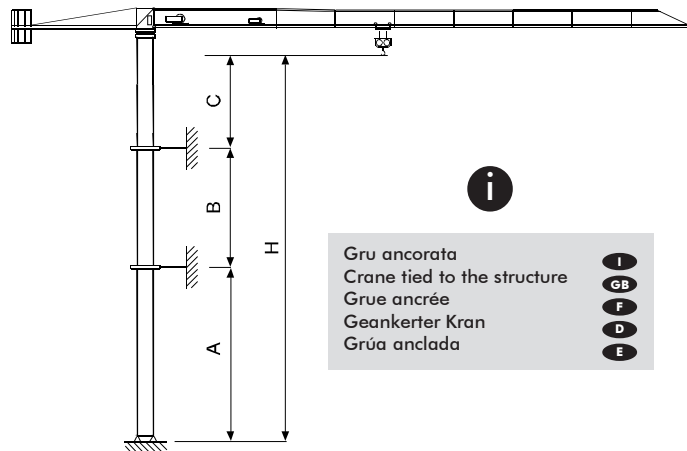 C
B
H
A
i
Gru ancorata I
Crane tied to the structure GB
Grue ancrée F
Geankerter Kran D
Grúa anclada E